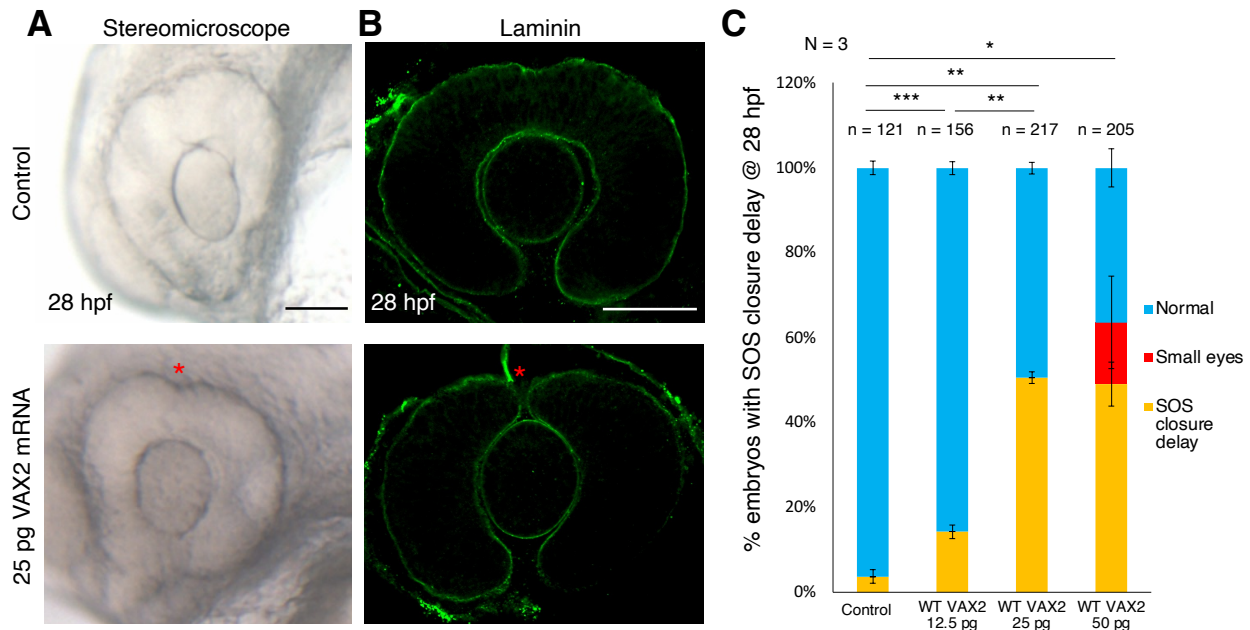 A
Stereomicroscope
Control
28 hpf
*
25 pg VAX2 mRNA
B
Laminin
28 hpf
*
C
N = 3
*
**
*** **
n = 121 n = 156 n = 217 n = 205
% embryos with SOS closure delay @ 28 hpf
120%
100%
80%
60%
40%
20%
0%
Control
WT VAX2
12.5 pg
WT VAX2
25 pg
WT VAX2
50 pg
Normal
Small eyes
SOS
closure
delay